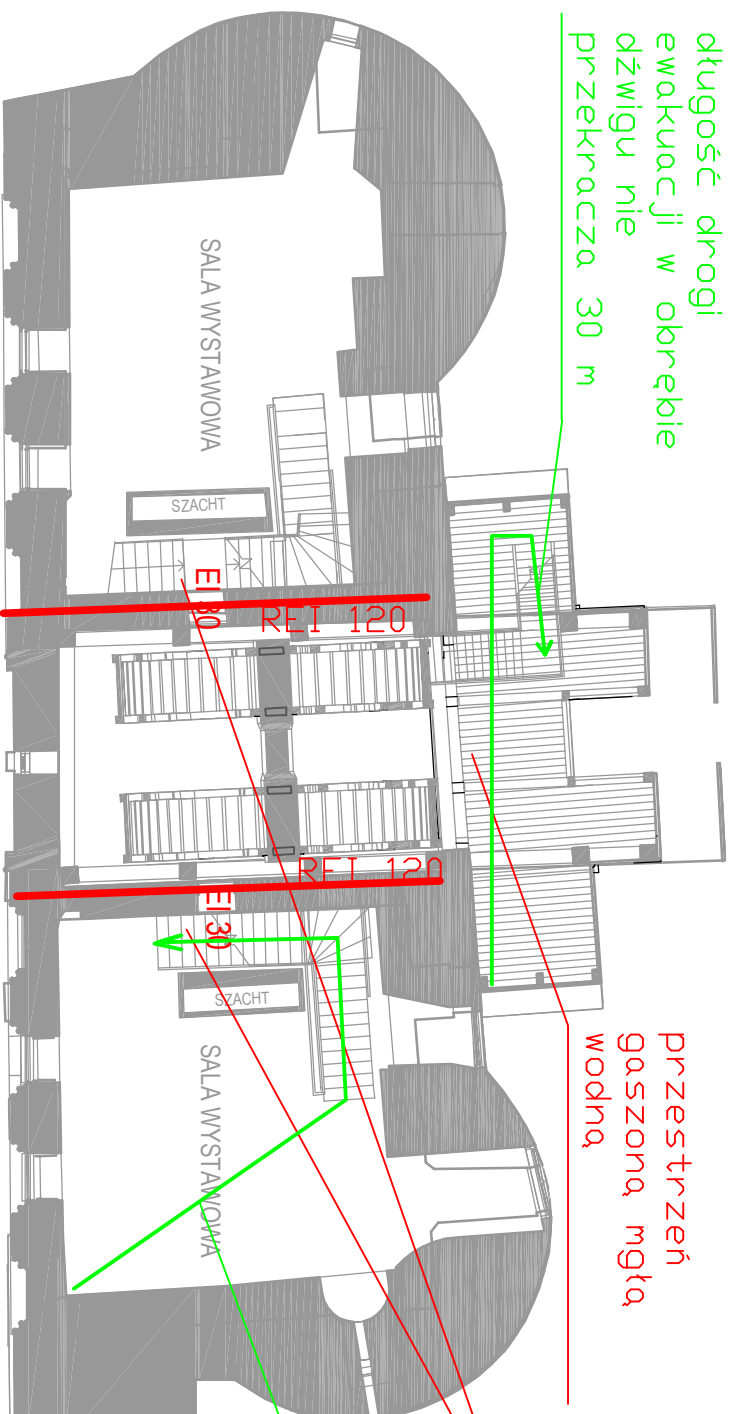 długość drogi
ewakuacji w obrębie
dźwigu nie
przekracza 30 m
SALA WYSTAWOWA
SZACHT
EI 30
REI 120
REI 120
EI 30
SZACHT
SALA WYSTAWOWA
przestrzeń
gaszoną mgłą
wodną